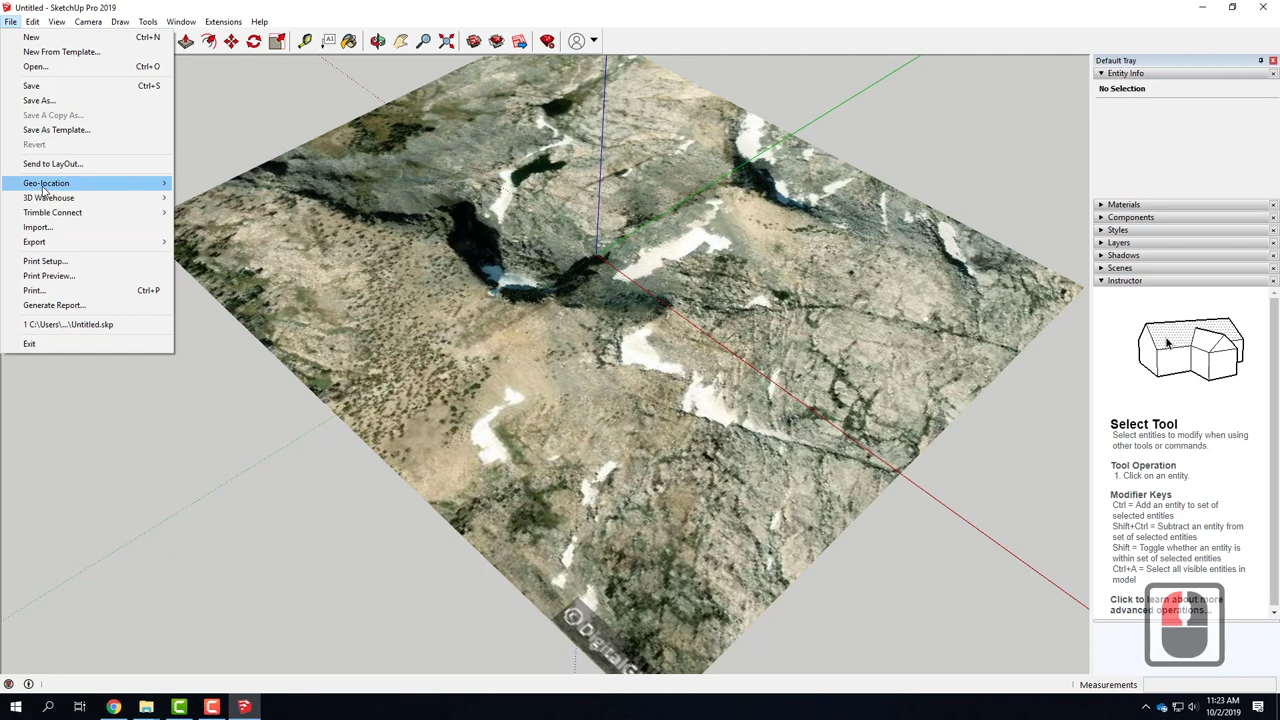 Untitled - SketchUp Pro 2019
File Edit View Camera Draw Tools Window Extensions Help
New Ctrl+N
New From Template...
Open... Ctrl+O
Save Ctrl+S
Save As...
Save A Copy As...
Save As Template...
Revert
Send to LayOut...
Geo-location
3D Warehouse
Trimble Connect
Import...
Export
Print Setup...
Print Preview...
Print... Ctrl+P
Generate Report...
1 C:\Users\...\Untitled.skp
Exit
© DigitalG
Default Tray
Entity Info
No Selection
Materials
Components
Styles
Layers
Shadows
Scenes
Instructor
Select Tool
Select entities to modify when using
other tools or commands.
Tool Operation
1. Click on an entity.
Modifier Keys
Ctrl = Add an entity to set of
selected entities
Shift+Ctrl = Subtract an entity from
set of selected entities
Shift = Toggle whether an entity is
within set of selected entities
Ctrl+A = Select all visible entities in
model
Click to learn about more
advanced operations...
Measurements
11:23 AM
10/2/2019